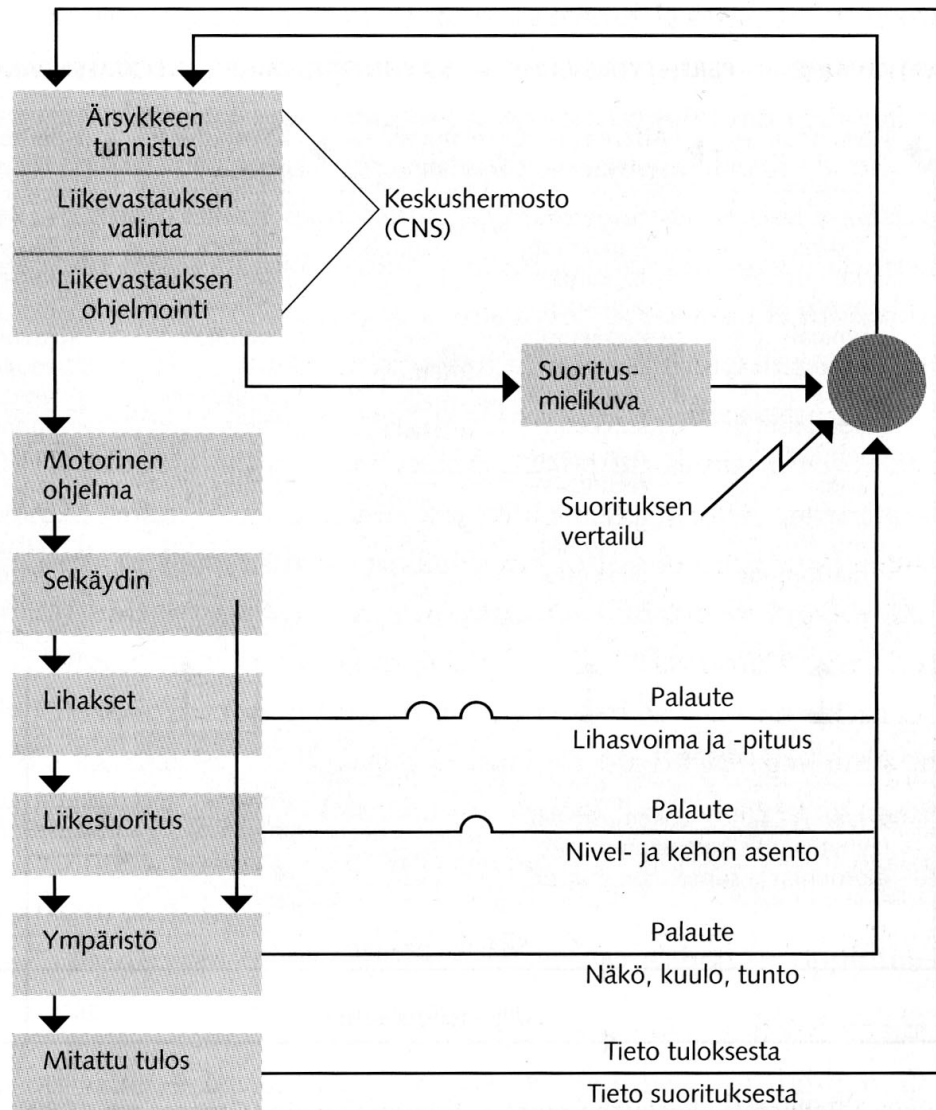 Ärsykkeen
tunnistus
Liikevastauksen
valinta
Liikevastauksen
ohjelmointi
Keskushermosto
(CNS)
Suoritus-
mielikuva
Motorinen
ohjelma
Suorituksen
vertailu
Selkäydin
Lihakset
Palaute
Lihasvoima ja -pituus
Liikesuoritus
Palaute
Nivel- ja kehon asento
Ympäristö
Palaute
Näkö, kuulo, tunto
Mitattu tulos
Tieto tuloksesta
Tieto suorituksesta